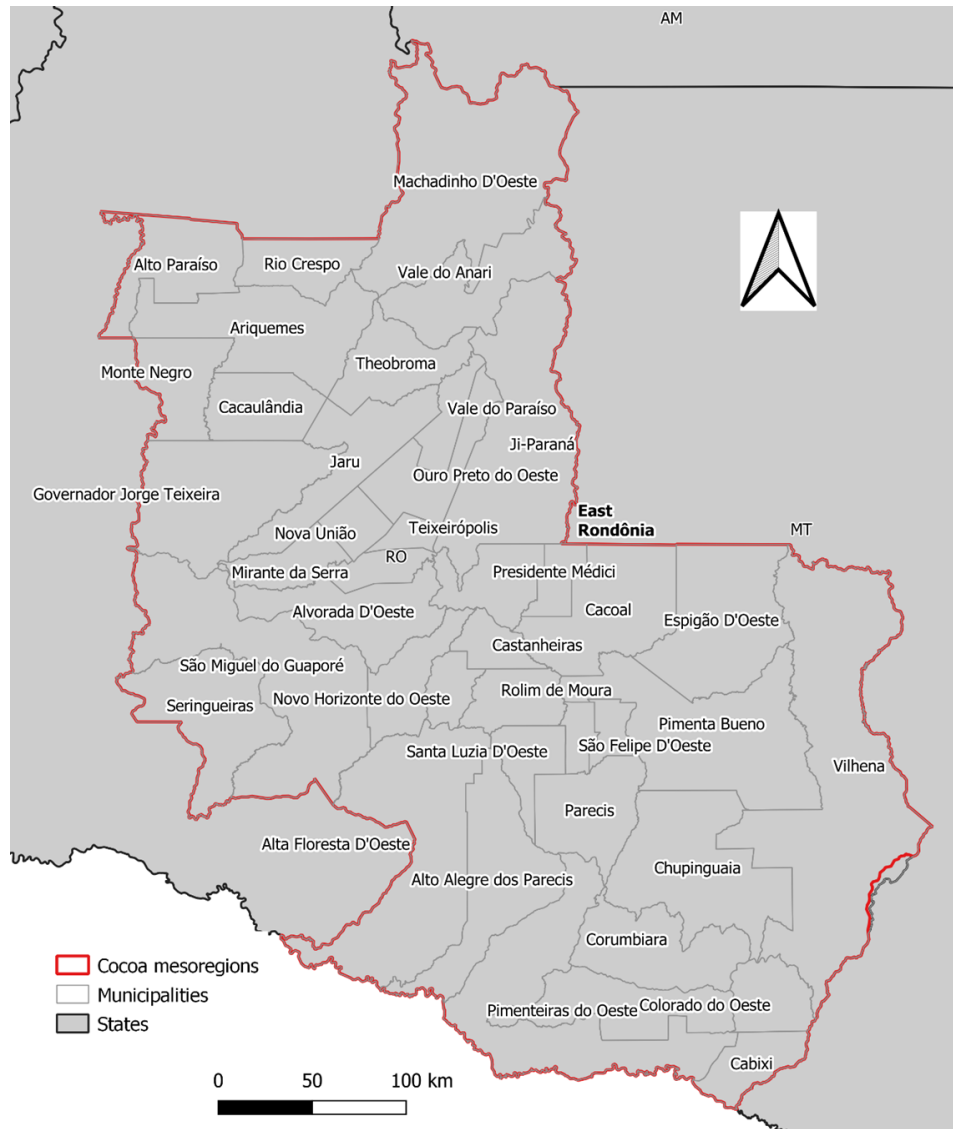 AM
Machadinho D'Oeste
Alto Paraíso
Rio Crespo
Vale do Anari
Ariquemes
Theobroma
Monte Negro
Cacaulândia
Vale do Paraíso
Ji-Paraná
Jaru
Ouro Preto do Oeste
Governador Jorge Teixeira
East
Rondônia
Nova União
Teixeirópolis
MT
RO
Mirante da Serra
Presidente Médici
Alvorada D'Oeste
Cacoal
Espigão D'Oeste
Castanheiras
São Miguel do Guaporé
Seringueiras
Novo Horizonte do Oeste
Rolim de Moura
Pimenta Bueno
Santa Luzia D'Oeste
São Felipe D'Oeste
Vilhena
Parecis
Alta Floresta D'Oeste
Alto Alegre dos Parecis
Chupinguaia
Corumbiara
Pimenteiras do Oeste
Colorado do Oeste
Cabixi
Cocoa mesoregions
Municipalities
States
0 50 100 km